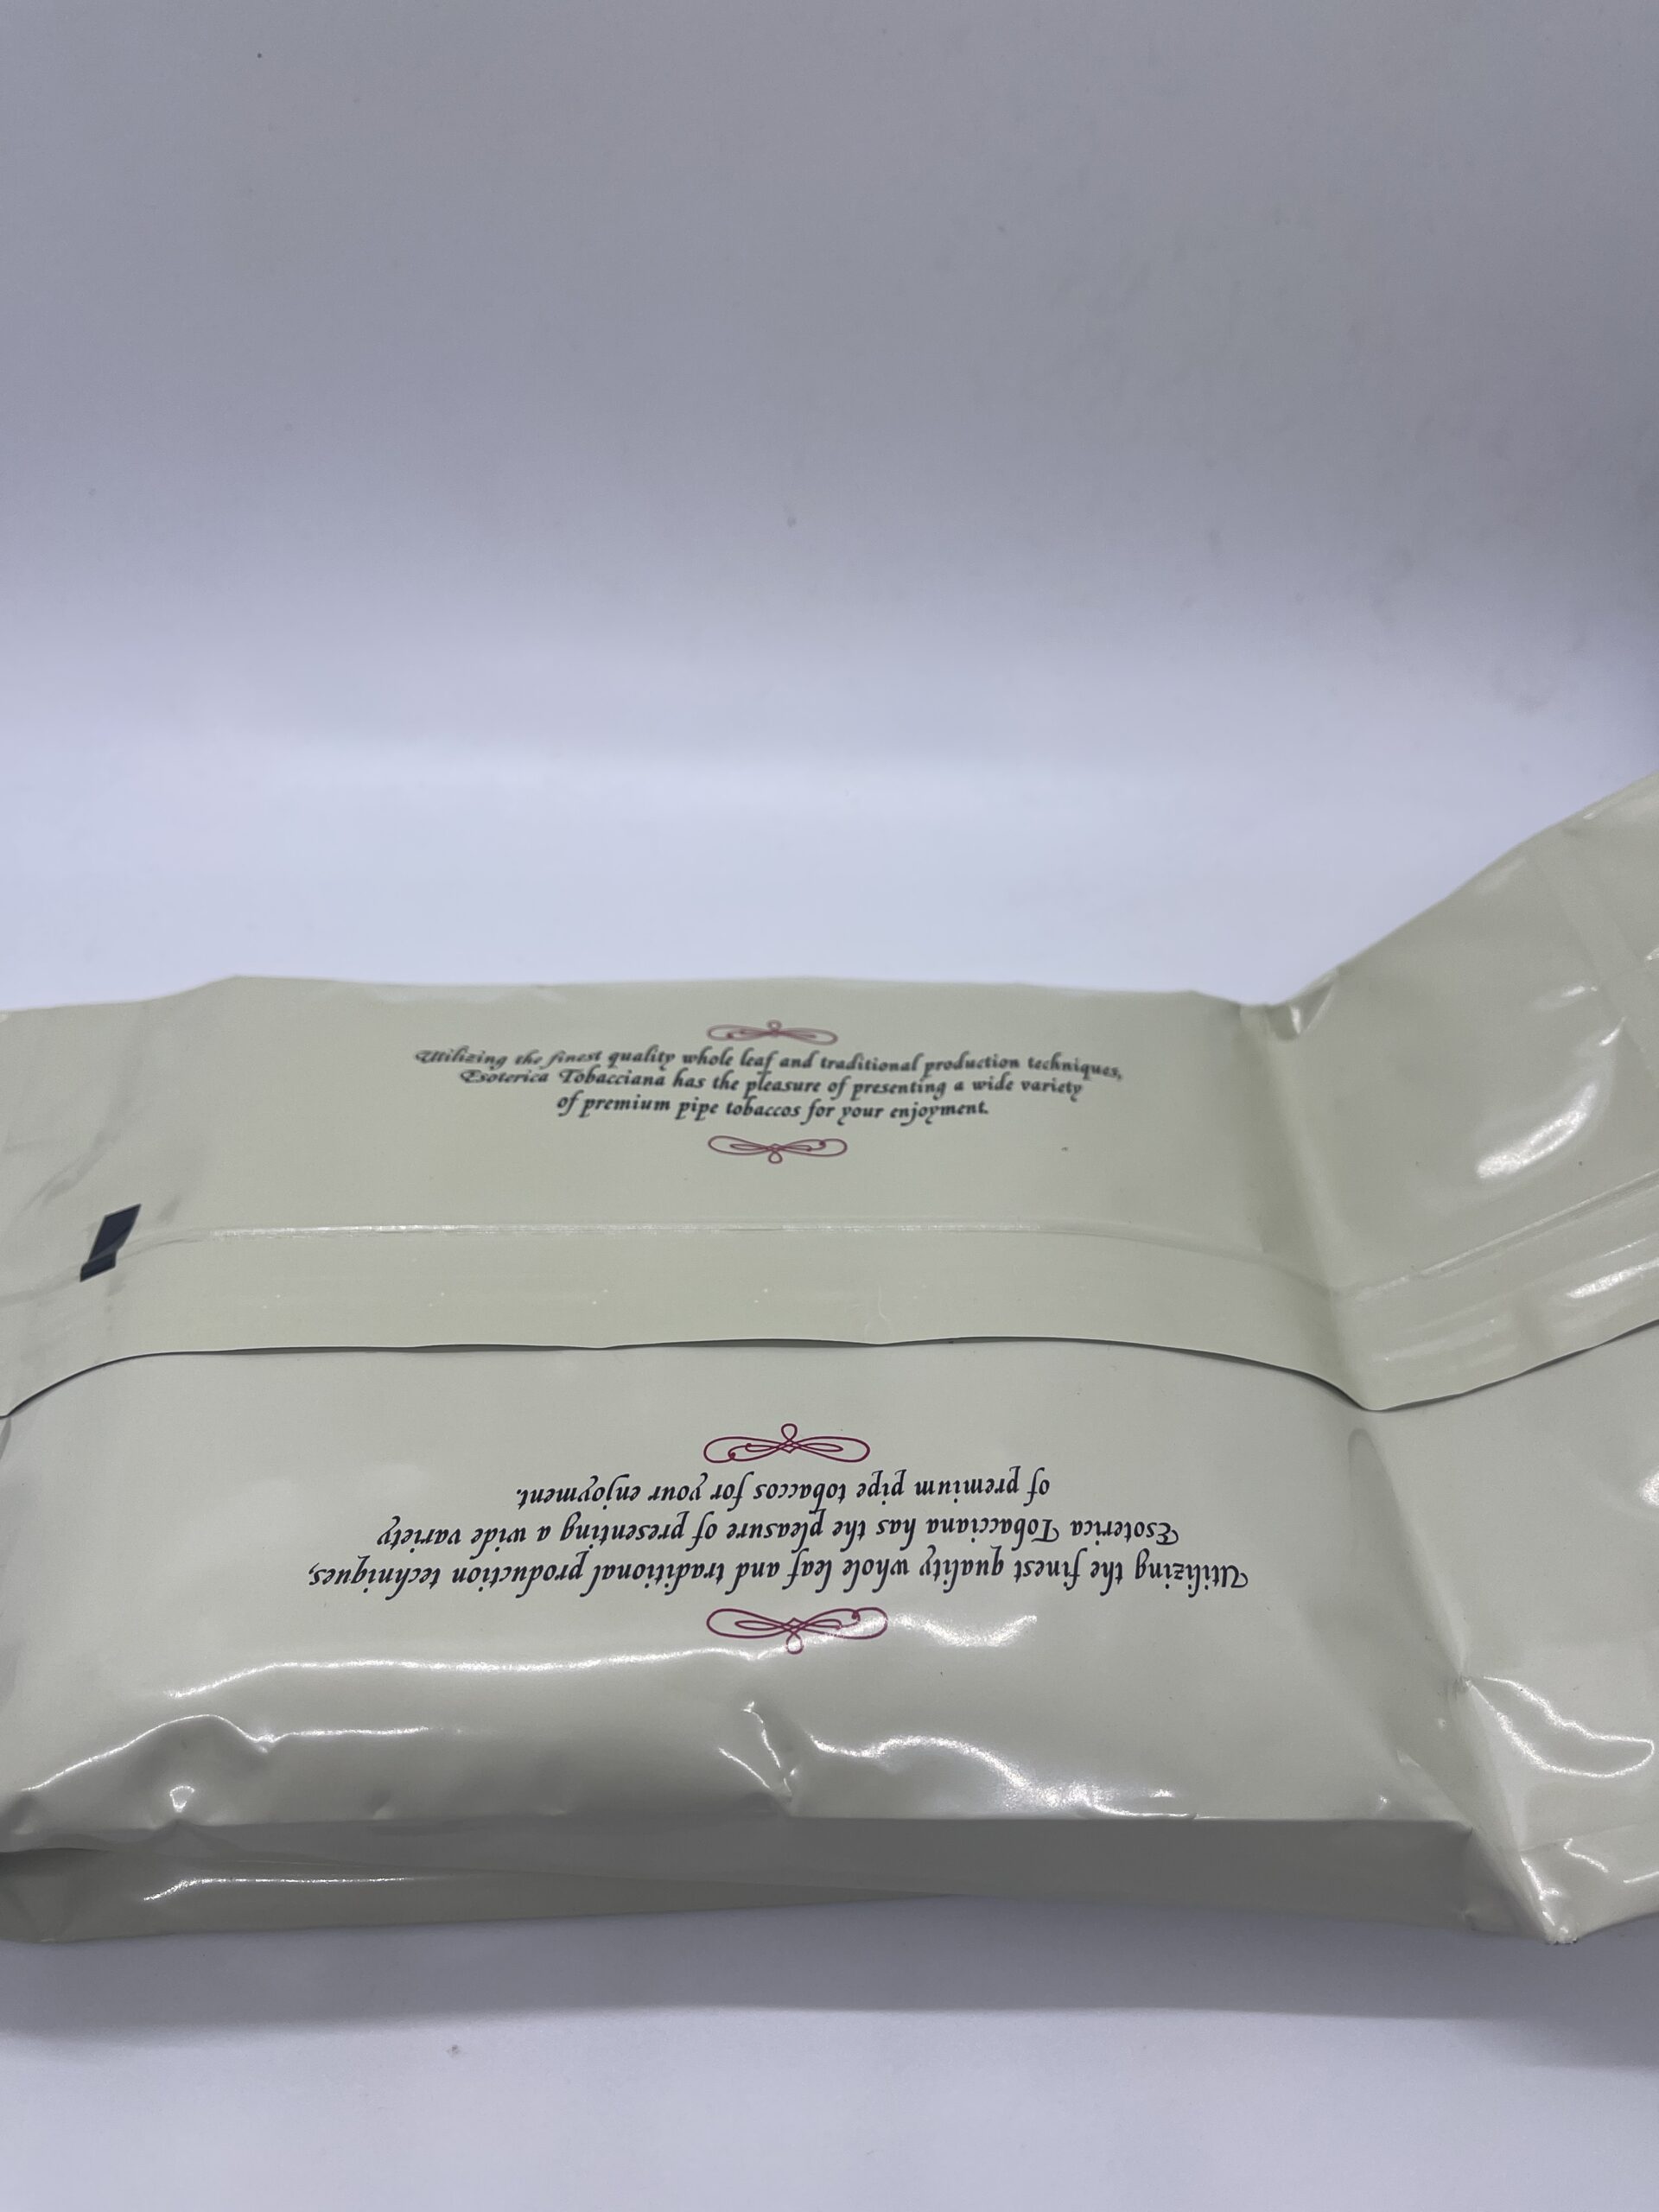 Utilizing the finest quality whole leaf and traditional production techniques,
Esoterica Tobacciana has the pleasure of presenting a wide variety
of premium pipe tobaccos for your enjoyment.
Utilizing the finest quality whole leaf and traditional production techniques,
Esoterica Tobacciana has the pleasure of presenting a wide variety
of premium pipe tobaccos for your enjoyment.